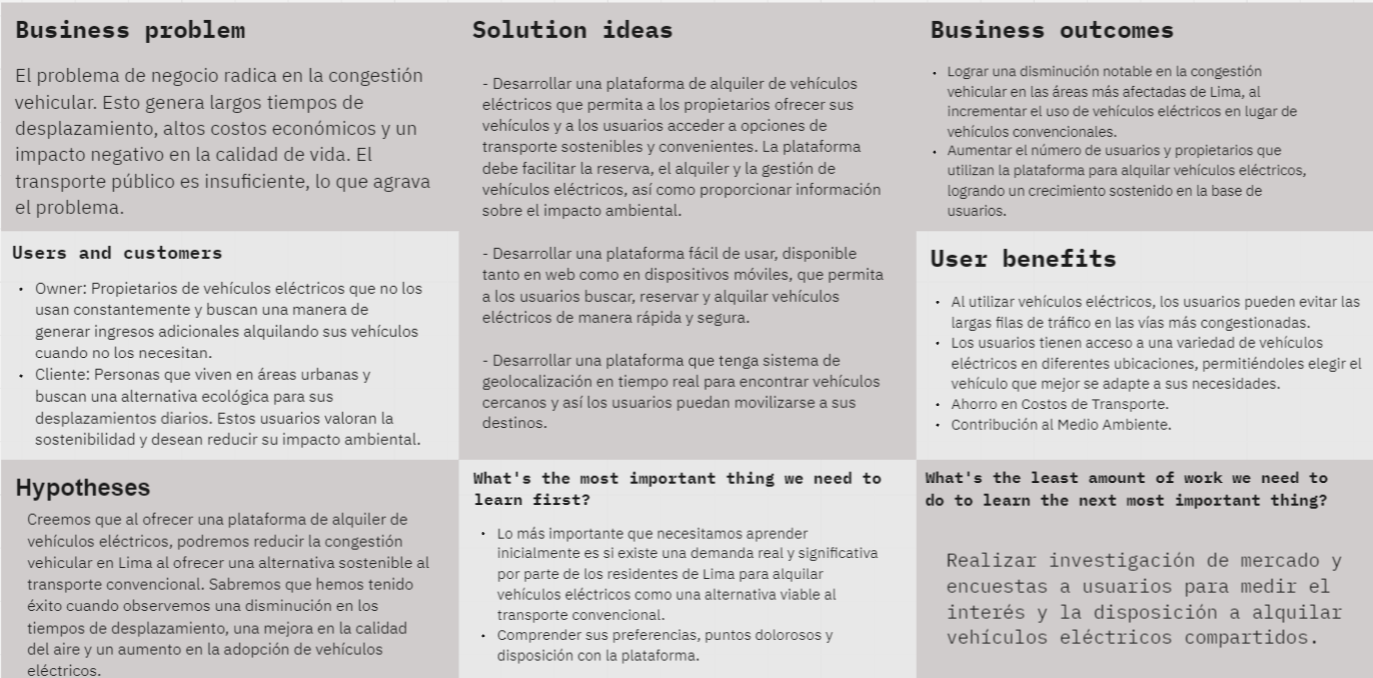 Business problem
El problema de negocio radica en la congestión
vehicular. Esto genera largos tiempos de
desplazamiento, altos costos económicos y un
impacto negativo en la calidad de vida. El
transporte público es insuficiente, lo que agrava
el problema.
Users and customers
• Owner: Propietarios de vehículos eléctricos que no los
usan constantemente y buscan una manera de
generar ingresos adicionales alquilando sus vehículos
cuando no los necesitan.
• Cliente: Personas que viven en áreas urbanas y
buscan una alternativa ecológica para sus
desplazamientos diarios. Estos usuarios valoran la
sostenibilidad y desean reducir su impacto ambiental.
Hypotheses
Creemos que al ofrecer una plataforma de alquiler de
vehículos eléctricos, podremos reducir la congestión
vehicular en Lima al ofrecer una alternativa sostenible al
transporte convencional. Sabremos que hemos tenido
éxito cuando observemos una disminución en los
tiempos de desplazamiento, una mejora en la calidad
del aire y un aumento en la adopción de vehículos
eléctricos.
Solution ideas
- Desarrollar una plataforma de alquiler de vehículos
eléctricos que permita a los propietarios ofrecer sus
vehículos y a los usuarios acceder a opciones de
transporte sostenibles y convenientes. La plataforma
debe facilitar la reserva, el alquiler y la gestión de
vehículos eléctricos, así como proporcionar información
sobre el impacto ambiental.
- Desarrollar una plataforma fácil de usar, disponible
tanto en web como en dispositivos móviles, que permita
a los usuarios buscar, reservar y alquilar vehículos
eléctricos de manera rápida y segura.
- Desarrollar una plataforma que tenga sistema de
geolocalización en tiempo real para encontrar vehículos
cercanos y así los usuarios puedan movilizarse a sus
destinos.
What's the most important thing we need to
learn first?
• Lo más importante que necesitamos aprender
inicialmente es si existe una demanda real y significativa
por parte de los residentes de Lima para alquilar
vehículos eléctricos como una alternativa viable al
transporte convencional.
• Comprender sus preferencias, puntos dolorosos y
disposición con la plataforma.
Business outcomes
• Lograr una disminución notable en la congestión
vehicular en las áreas más afectadas de Lima, al
incrementar el uso de vehículos eléctricos en lugar de
vehículos convencionales.
• Aumentar el número de usuarios y propietarios que
utilizan la plataforma para alquilar vehículos eléctricos,
logrando un crecimiento sostenido en la base de
usuarios.
User benefits
• Al utilizar vehículos eléctricos, los usuarios pueden evitar las
largas filas de tráfico en las vías más congestionadas.
• Los usuarios tienen acceso a una variedad de vehículos
eléctricos en diferentes ubicaciones, permitiéndoles elegir el
vehículo que mejor se adapte a sus necesidades.
• Ahorro en Costos de Transporte.
• Contribución al Medio Ambiente.
What's the least amount of work we need to
do to learn the next most important thing?
Realizar investigación de mercado y
encuestas a usuarios para medir el
interés y la disposición a alquilar
vehículos eléctricos compartidos.